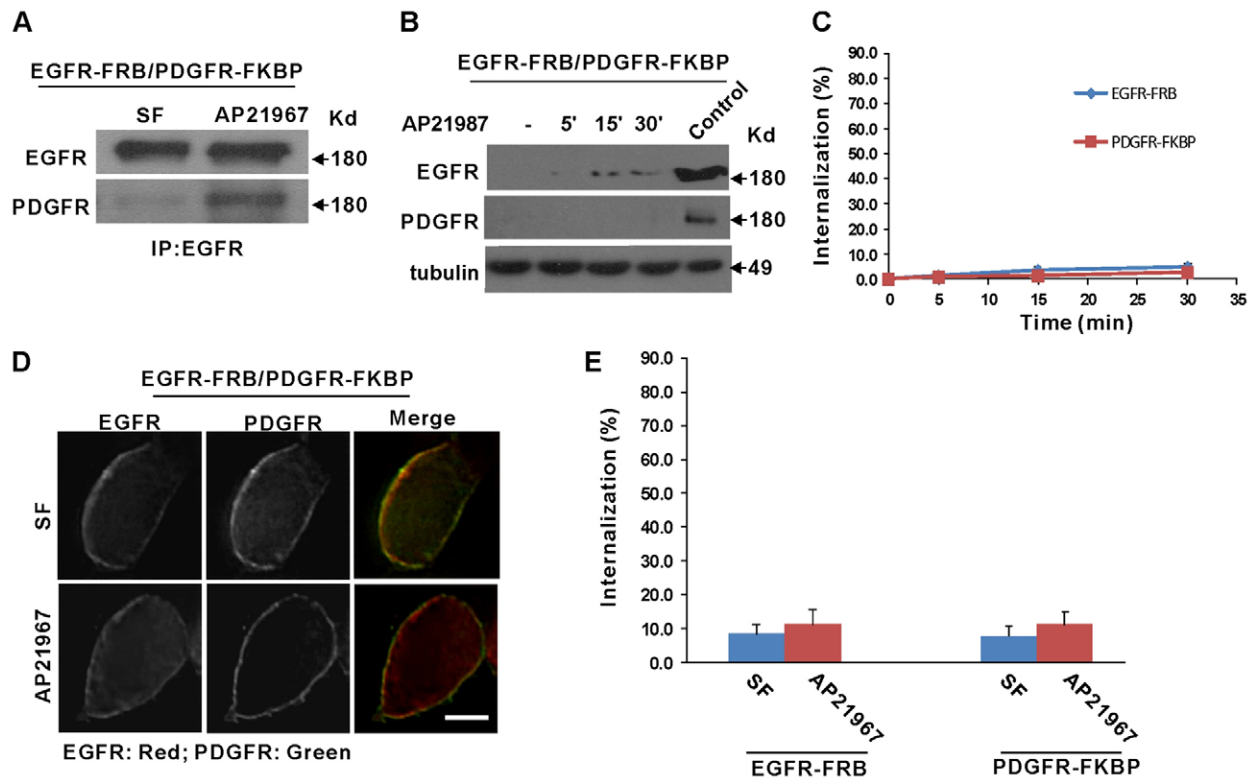 A
EGFR-FRB/PDGFR-FKBP
SF AP21967 Kd
EGFR 180
PDGFR 180
IP:EGFR
B
EGFR-FRB/PDGFR-FKBP
AP21987 - 5' 15' 30' Control Kd
EGFR 180
PDGFR 180
tubulin 49
C
Internalization (%)
90.0
80.0
70.0
60.0
50.0
40.0
30.0
20.0
10.0
0.0
0 5 10 15 20 25 30 35
Time (min)
EGFR-FRB
PDGFR-FKBP
D
EGFR-FRB/PDGFR-FKBP
EGFR PDGFR Merge
SF
AP21967
EGFR: Red; PDGFR: Green
E
Internalization (%)
90.0
80.0
70.0
60.0
50.0
40.0
30.0
20.0
10.0
0.0
SF AP21967 SF AP21967
EGFR-FRB PDGFR-FKBP